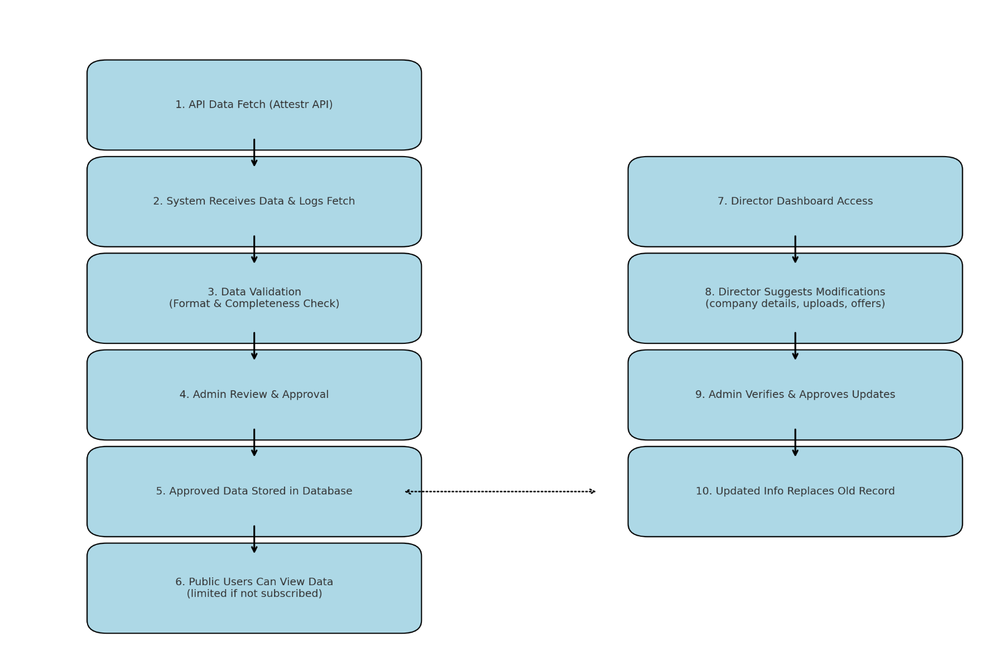 1. API Data Fetch (Attestr API)
2. System Receives Data & Logs Fetch
3. Data Validation
(Format & Completeness Check)
4. Admin Review & Approval
5. Approved Data Stored in Database
6. Public Users Can View Data
(limited if not subscribed)
7. Director Dashboard Access
8. Director Suggests Modifications
(company details, uploads, offers)
9. Admin Verifies & Approves Updates
10. Updated Info Replaces Old Record